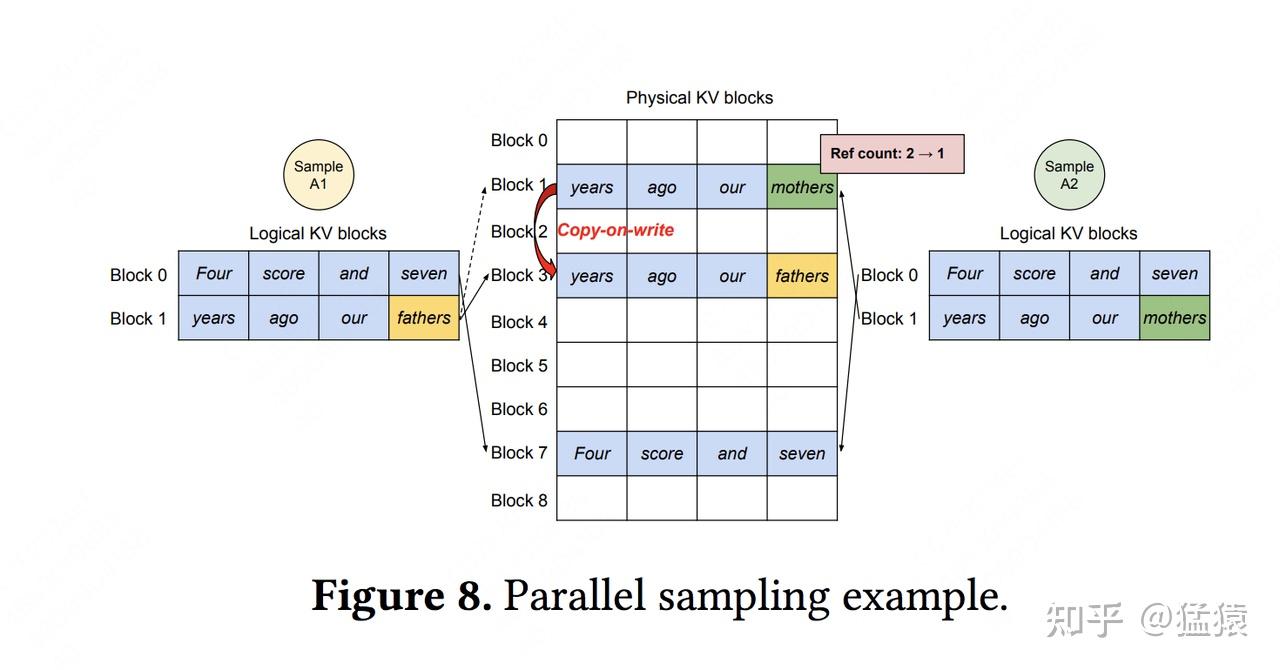 Physical KV blocks
Sample
A1
Logical KV blocks
Block 0 Four score and seven
Block 1 years ago our fathers
Block 0
Block 1 years ago our mothers
Ref count: 2 → 1
Block 2 Copy-on-write
Block 3 years ago our fathers
Block 4
Block 5
Block 6
Block 7 Four score and seven
Block 8
Sample
A2
Logical KV blocks
Block 0 Four score and seven
Block 1 years ago our mothers
Figure 8. Parallel sampling example.
知乎 @猛猿